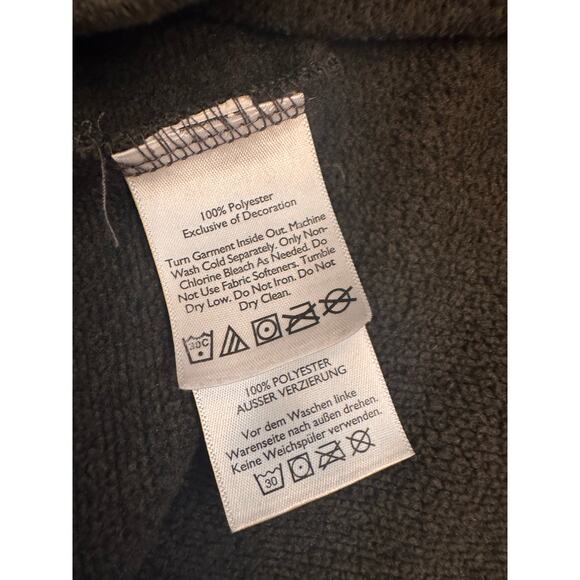 100% Polyester
Exclusive of Decoration
Turn Garment Inside Out. Machine
Wash Cold Separately. Only Non-
Chlorine Bleach As Needed. Do
Not Use Fabric Softeners. Tumble
Dry Low. Do Not Iron. Do Not
Dry Clean.
30C
100% POLYESTER
AUSSER VERZIERUNG
Vor dem Waschen linke
Warenseite nach außen drehen.
Keine Weichspüler verwenden.
30